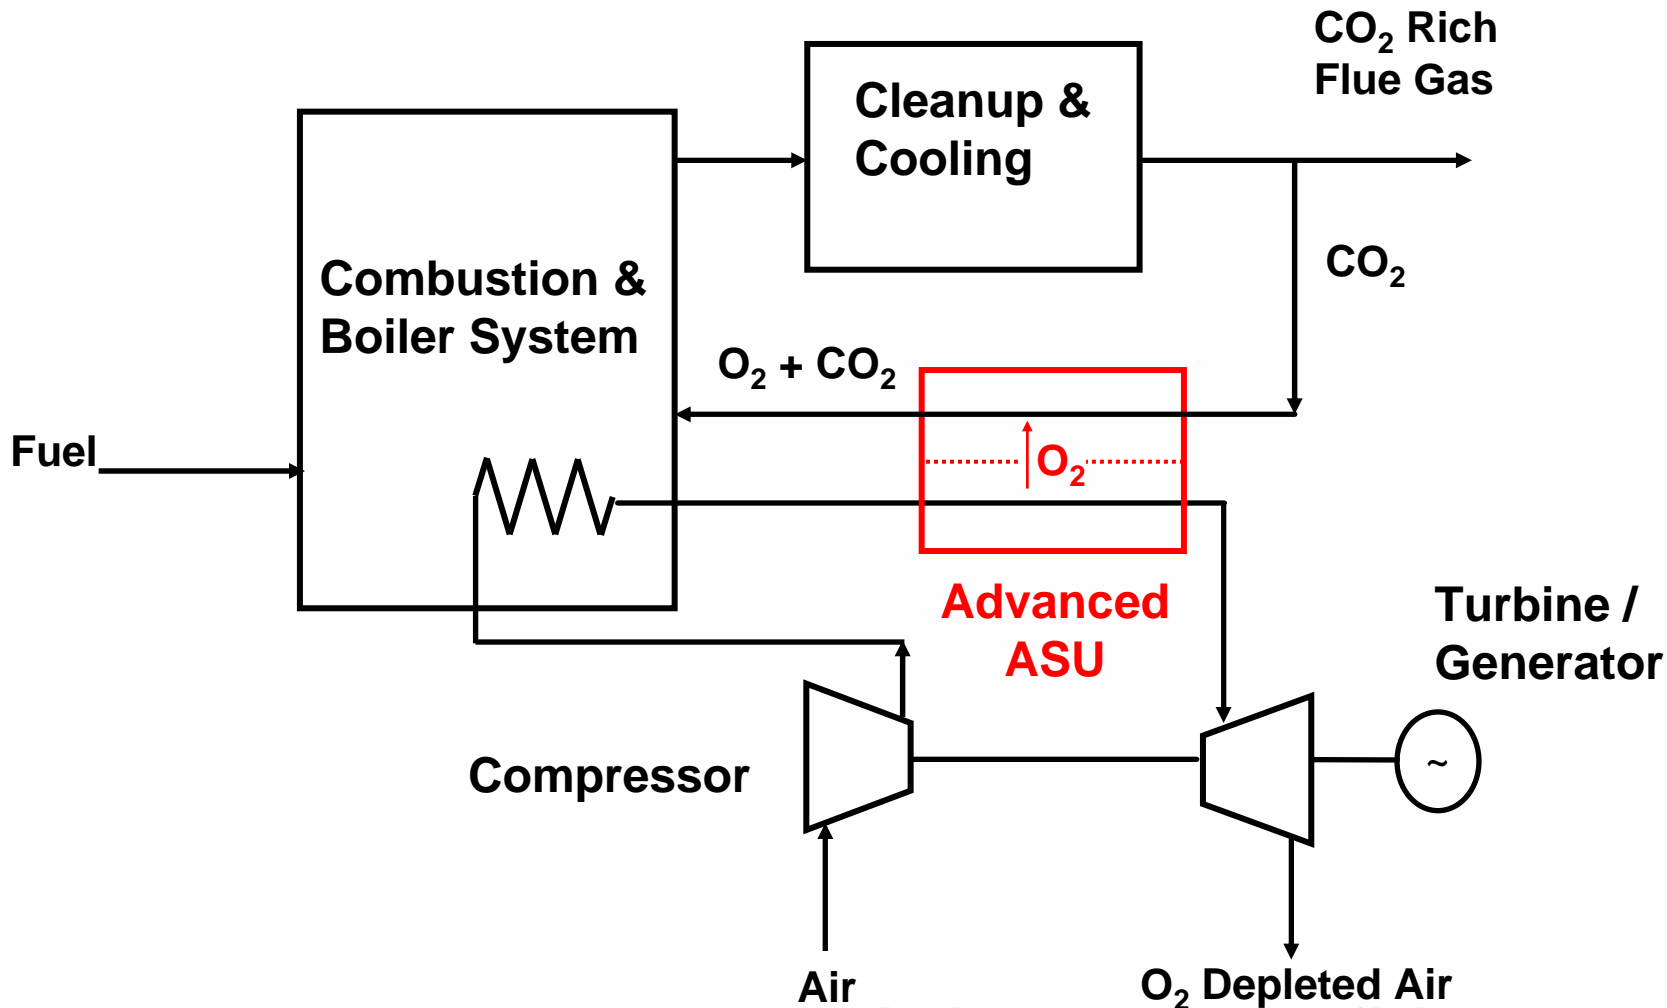 CO₂ Rich
Flue Gas
Cleanup &
Cooling
CO₂
Combustion &
Boiler System
O₂ + CO₂
Fuel
O₂
Advanced
ASU
Turbine /
Generator
Compressor
~
Air
O₂ Depleted Air